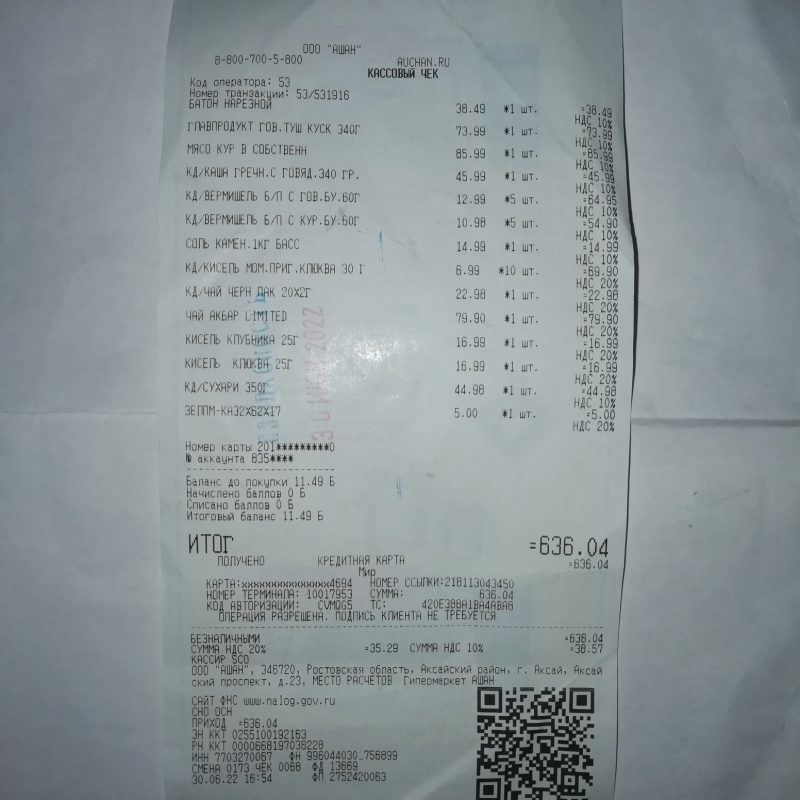 ООО "АШАН"
8-800-700-5-800 AUCHAN.RU
КАССОВЫЙ ЧЕК
Код оператора: 53
Номер транзакции: 53/531916
БАТОН НАРЕЗНОЙ 38.49 *1 шт. =38.49
НДС 10%
ГЛАВПРОДУКТ ГОВ.ТУШ КУСК 340Г 73.99 *1 шт. =73.99
НДС 10%
МЯСО КУР В СОБСТВЕНН 85.99 *1 шт. =85.99
НДС 10%
КД/КАША ГРЕЧН.С ГОВЯД.340 ГР. 45.99 *1 шт. =45.99
НДС 10%
КД/ВЕРМИШЕЛЬ Б/П С ГОВ.БУ.60Г 12.99 *5 шт. =64.95
НДС 10%
КД/ВЕРМИШЕЛЬ Б/П С КУР.БУ.60Г 10.98 *5 шт. =54.90
НДС 10%
СОЛЬ КАМЕН.1КГ БАСС 14.99 *1 шт. =14.99
НДС 10%
КД/КИСЕЛЬ МОМ.ПРИГ.КЛЮКВА 30 Г 6.99 *10 шт. =69.90
НДС 20%
КД/ЧАЙ ЧЕРН ПАК 20Х2Г 22.98 *1 шт. =22.98
НДС 20%
ЧАЙ АКБАР LIMITED 79.90 *1 шт. =79.90
НДС 20%
КИСЕЛЬ КЛУБНИКА 25Г 16.99 *1 шт. =16.99
НДС 20%
КИСЕЛЬ КЛЮКВА 25Г 16.99 *1 шт. =16.99
НДС 20%
КД/СУХАРИ 350Г 44.98 *1 шт. =44.98
НДС 10%
ЗЕППМ-КА32Х62Х17 5.00 *1 шт. =5.00
НДС 20%
Номер карты 201*********0
№ аккаунта 835****
Баланс до покупки 11.49 Б
Начислено баллов 0 Б
Списано баллов 0 Б
Итоговый баланс 11.49 Б
ИТОГ =636.04
ПОЛУЧЕНО КРЕДИТНАЯ КАРТА =636.04
Мир
КАРТА:xxxxxxxxxxxxxxx4694 НОМЕР ССЫЛКИ:218113043450
НОМЕР ТЕРМИНАЛА: 10017953 СУММА: 636.04
КОД АВТОРИЗАЦИИ: CVMQG5 ТС: 420E388A1BA4ABA8
ОПЕРАЦИЯ РАЗРЕШЕНА. ПОДПИСЬ КЛИЕНТА НЕ ТРЕБУЕТСЯ
БЕЗНАЛИЧНЫМИ =636.04
СУММА НДС 20% =35.29 СУММА НДС 10% =38.57
КАССИР SCO
ООО "АШАН", 346720, Ростовская область, Аксайский район, г. Аксай, Аксай
ский проспект, д.23, МЕСТО РАСЧЕТОВ Гипермаркет АШАН
САЙТ ФНС www.nalog.gov.ru
СНО ОСН
ПРИХОД =636.04
ЗН ККТ 0255100192163
РН ККТ 0000668197038228
ИНН 7703270067 ФН 9960440301756899
СМЕНА 0173 ЧЕК 0068 ФД 13669
30.06.22 16:54 ФП 2752420063